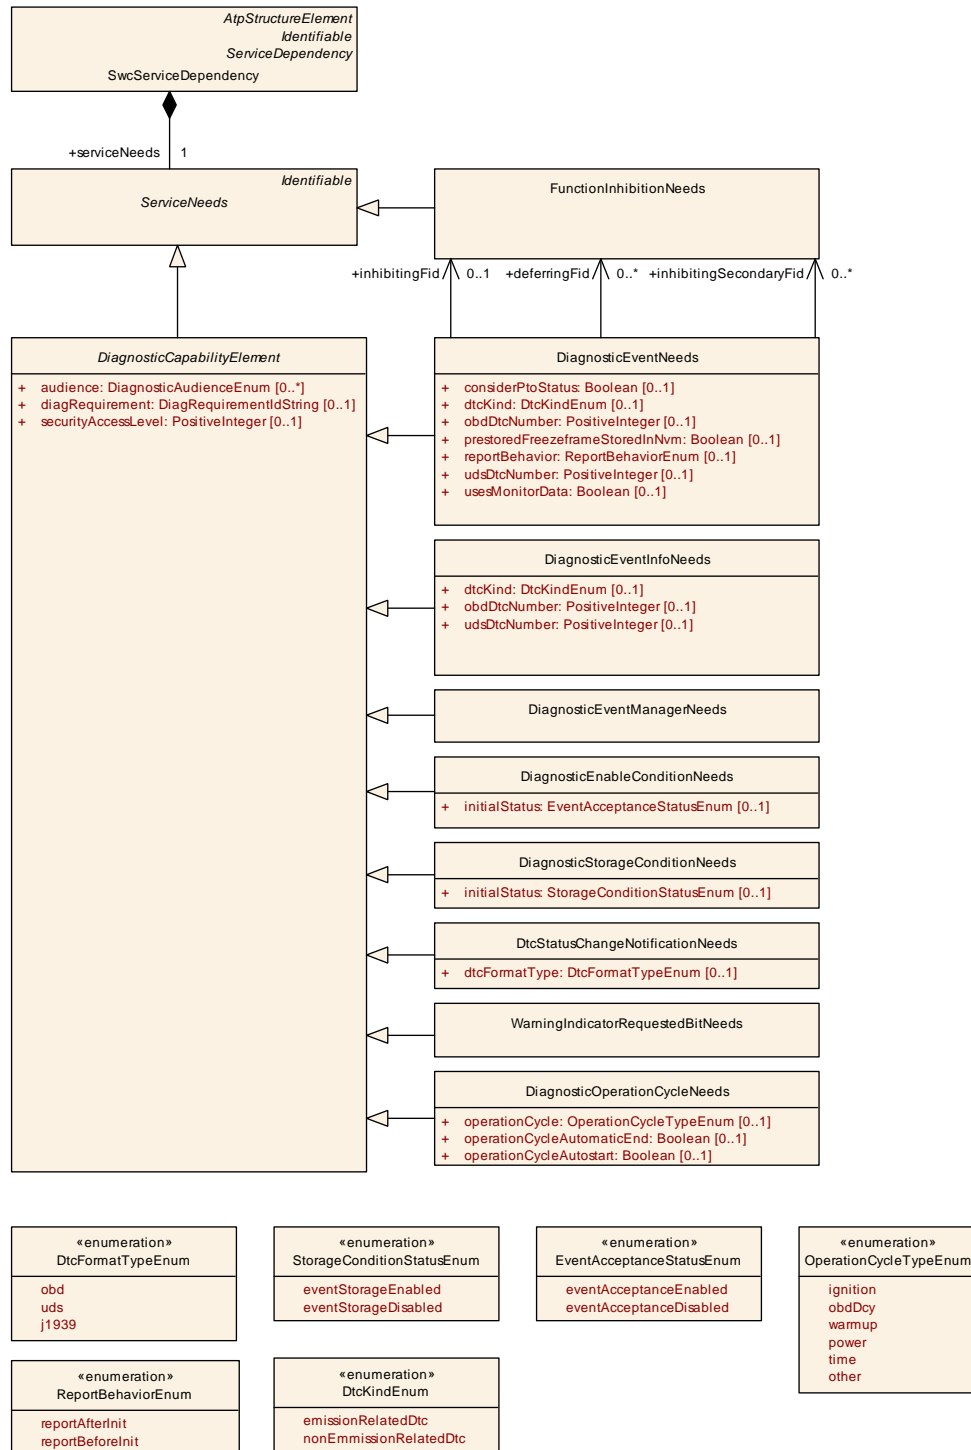 AtpStructureElement
Identifiable
ServiceDependency
SwcServiceDependency
+serviceNeeds 1
Identifiable
ServiceNeeds
FunctionInhibitionNeeds
+inhibitingFid 0..1 +deferringFid 0..* +inhibitingSecondaryFid 0..*
DiagnosticCapabilityElement
+ audience: DiagnosticAudienceEnum [0..*]
+ diagRequirement: DiagRequirementIdString [0..1]
+ securityAccessLevel: PositiveInteger [0..1]
DiagnosticEventNeeds
+ considerPtoStatus: Boolean [0..1]
+ dtcKind: DtcKindEnum [0..1]
+ obdDtcNumber: PositiveInteger [0..1]
+ prestoredFreezeframeStoredInNvm: Boolean [0..1]
+ reportBehavior: ReportBehaviorEnum [0..1]
+ udsDtcNumber: PositiveInteger [0..1]
+ usesMonitorData: Boolean [0..1]
DiagnosticEventInfoNeeds
+ dtcKind: DtcKindEnum [0..1]
+ obdDtcNumber: PositiveInteger [0..1]
+ udsDtcNumber: PositiveInteger [0..1]
DiagnosticEventManagerNeeds
DiagnosticEnableConditionNeeds
+ initialStatus: EventAcceptanceStatusEnum [0..1]
DiagnosticStorageConditionNeeds
+ initialStatus: StorageConditionStatusEnum [0..1]
DtcStatusChangeNotificationNeeds
+ dtcFormatType: DtcFormatTypeEnum [0..1]
WarningIndicatorRequestedBitNeeds
DiagnosticOperationCycleNeeds
+ operationCycle: OperationCycleTypeEnum [0..1]
+ operationCycleAutomaticEnd: Boolean [0..1]
+ operationCycleAutostart: Boolean [0..1]
«enumeration»
DtcFormatTypeEnum
obd
uds
j1939
«enumeration»
StorageConditionStatusEnum
eventStorageEnabled
eventStorageDisabled
«enumeration»
EventAcceptanceStatusEnum
eventAcceptanceEnabled
eventAcceptanceDisabled
«enumeration»
OperationCycleTypeEnum
ignition
obdDcy
warmup
power
time
other
«enumeration»
ReportBehaviorEnum
reportAfterInit
reportBeforeInit
«enumeration»
DtcKindEnum
emissionRelatedDtc
nonEmmissionRelatedDtc